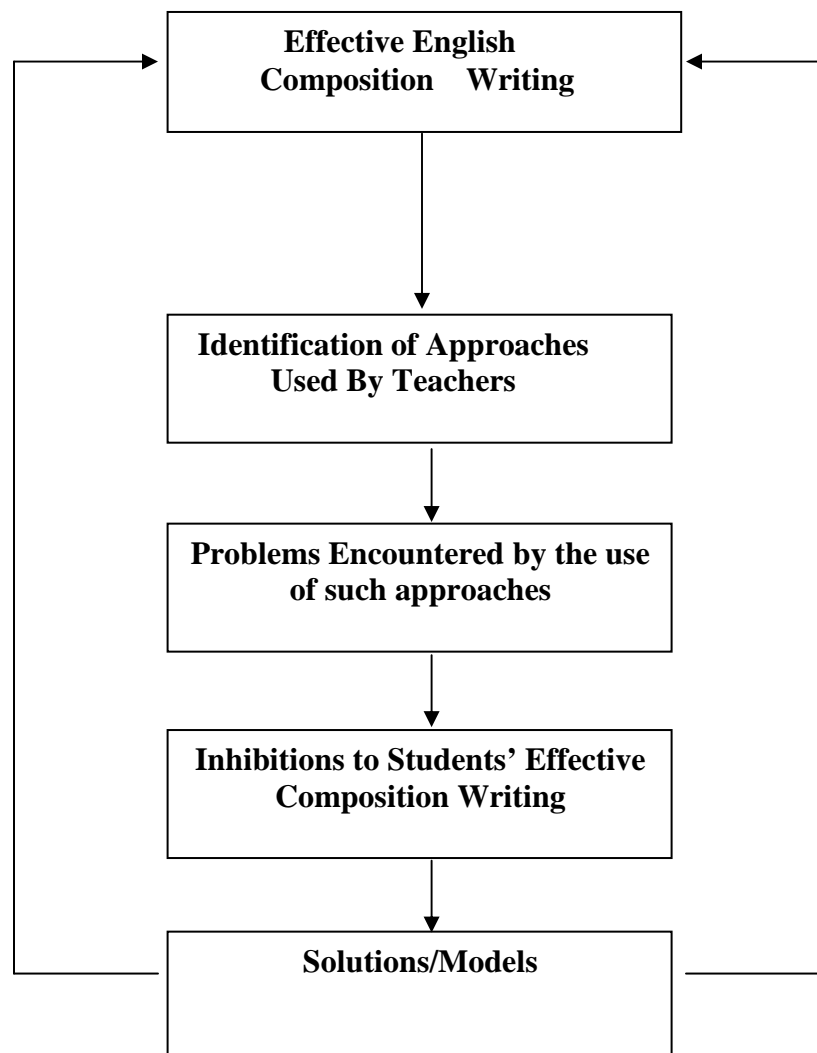 Effective English
Composition Writing
Identification of Approaches
Used By Teachers
Problems Encountered by the use
of such approaches
Inhibitions to Students’ Effective
Composition Writing
Solutions/Models